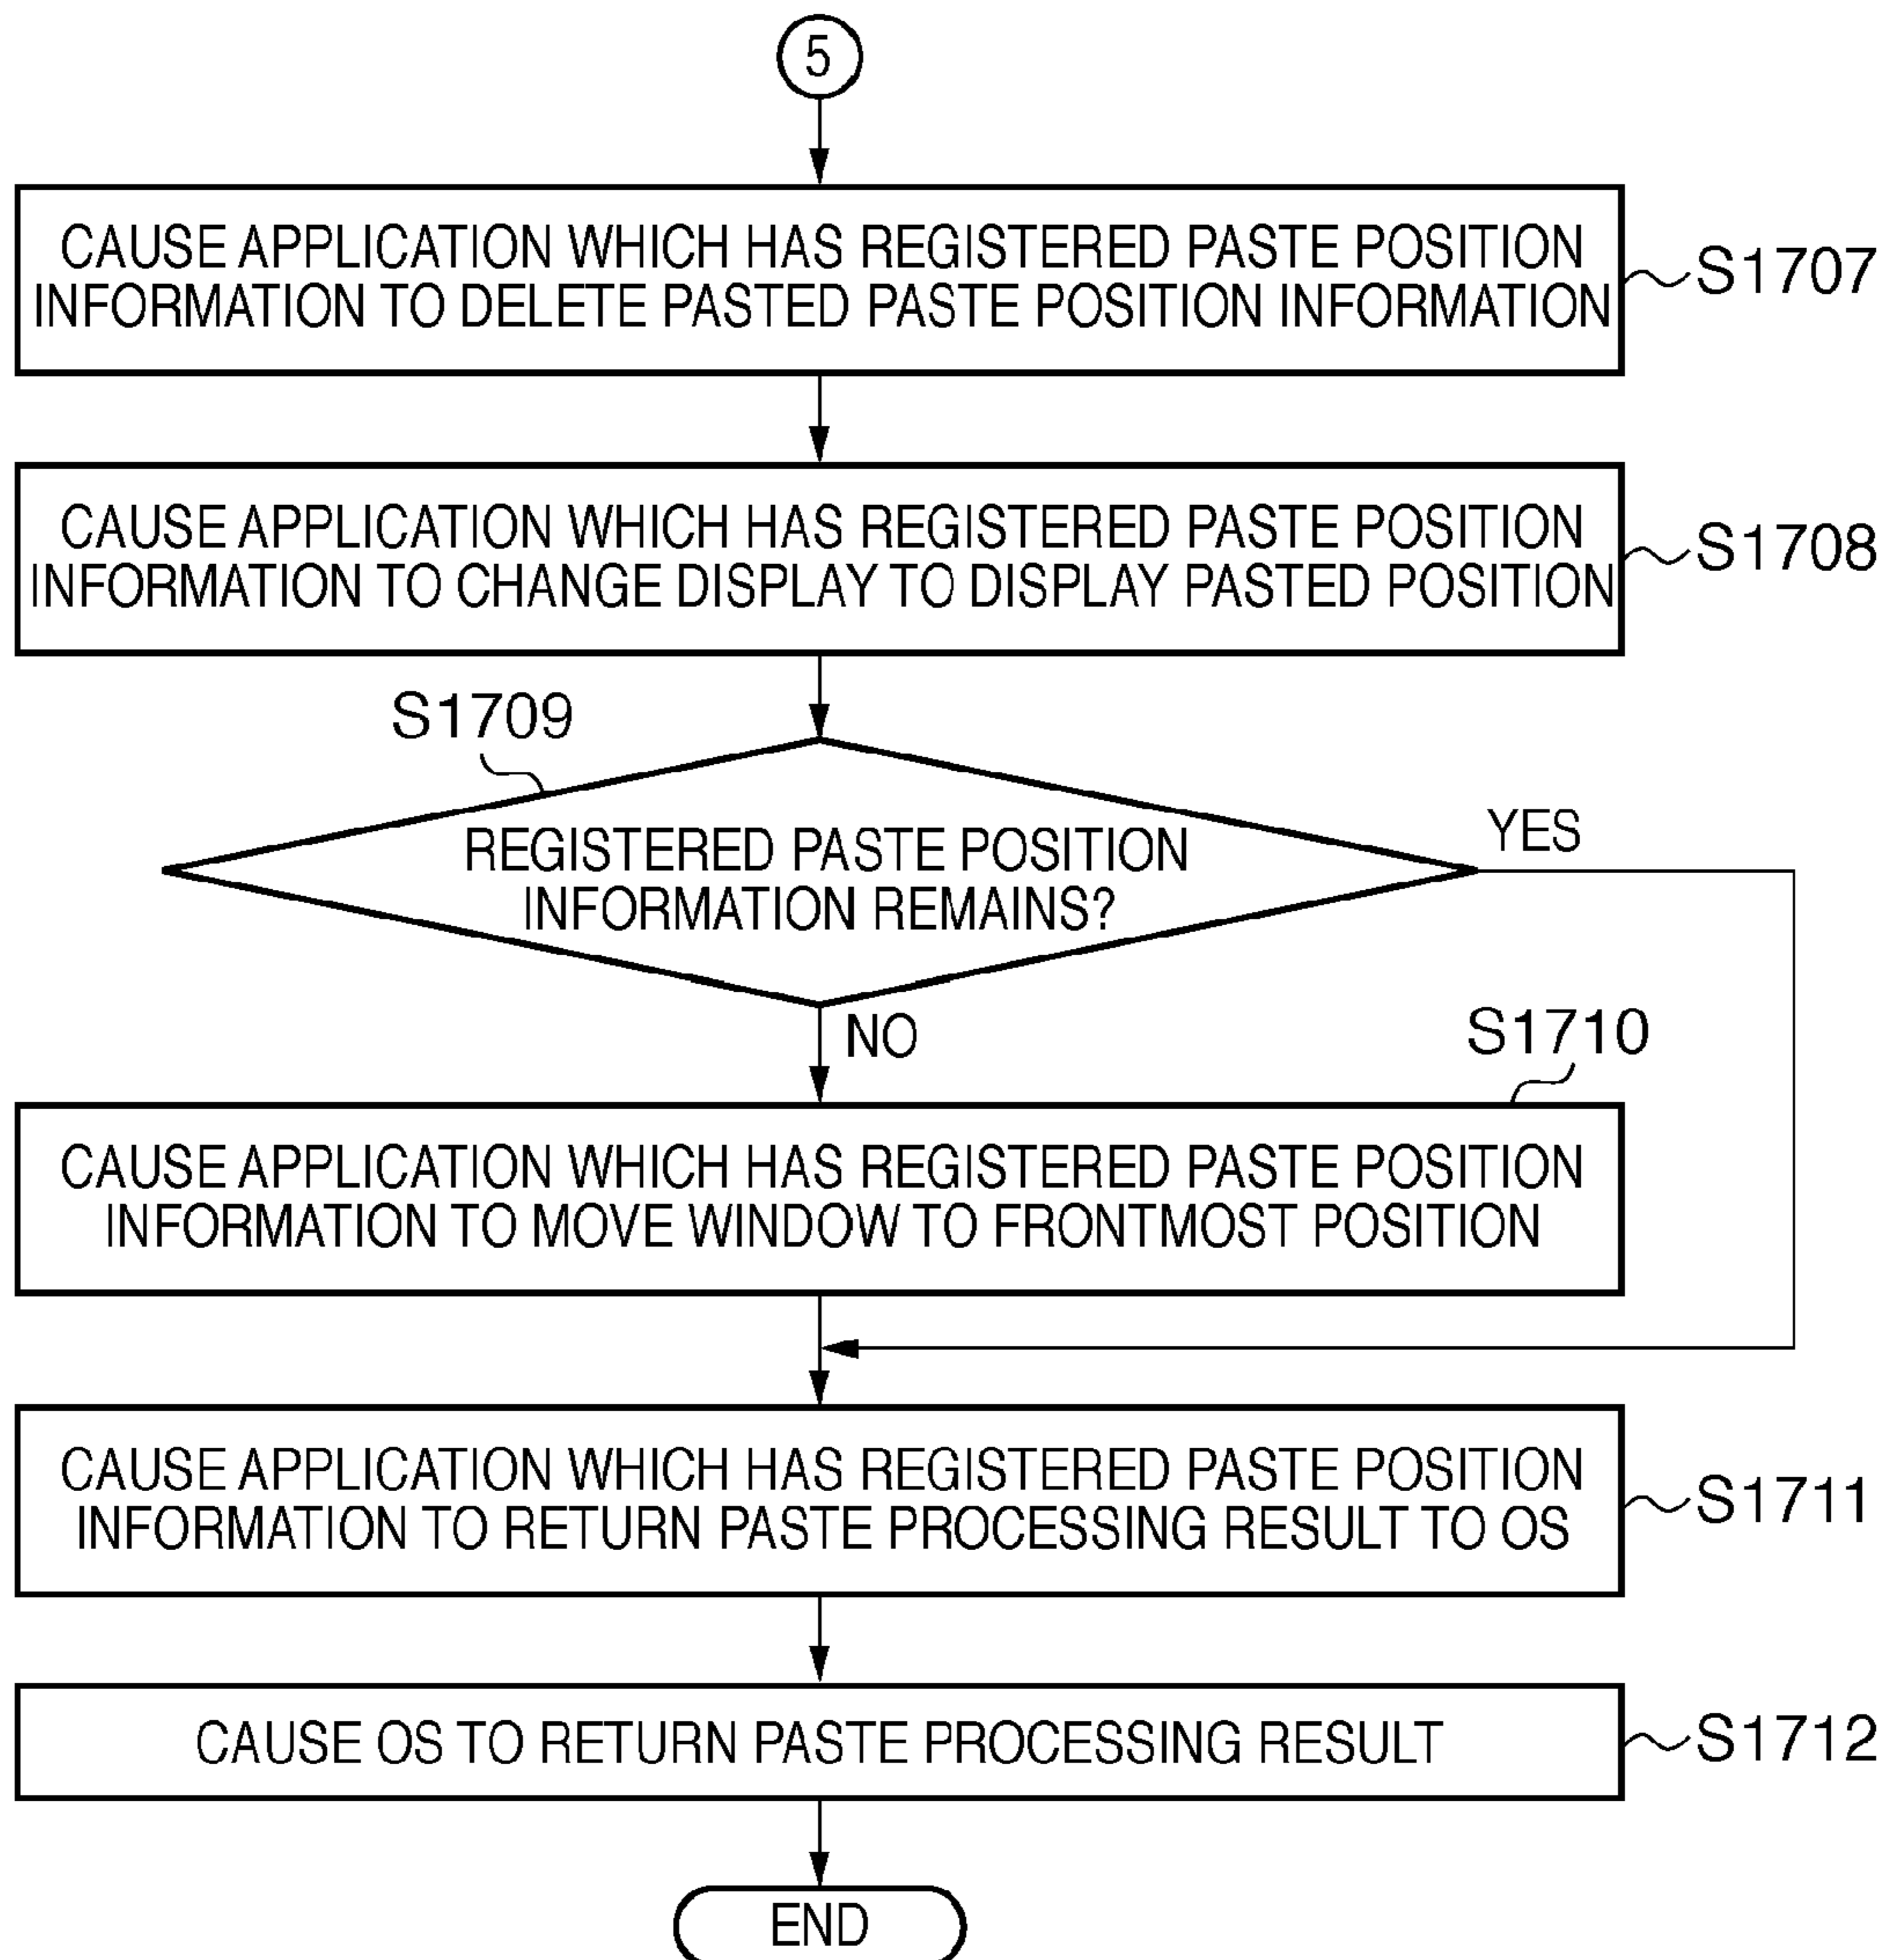 5
CAUSE APPLICATION WHICH HAS REGISTERED PASTE POSITION
INFORMATION TO DELETE PASTED PASTE POSITION INFORMATION
S1707
CAUSE APPLICATION WHICH HAS REGISTERED PASTE POSITION
INFORMATION TO CHANGE DISPLAY TO DISPLAY PASTED POSITION
S1708
S1709
REGISTERED PASTE POSITION
INFORMATION REMAINS?
YES
NO
S1710
CAUSE APPLICATION WHICH HAS REGISTERED PASTE POSITION
INFORMATION TO MOVE WINDOW TO FRONTMOST POSITION
CAUSE APPLICATION WHICH HAS REGISTERED PASTE POSITION
INFORMATION TO RETURN PASTE PROCESSING RESULT TO OS
S1711
CAUSE OS TO RETURN PASTE PROCESSING RESULT
S1712
END